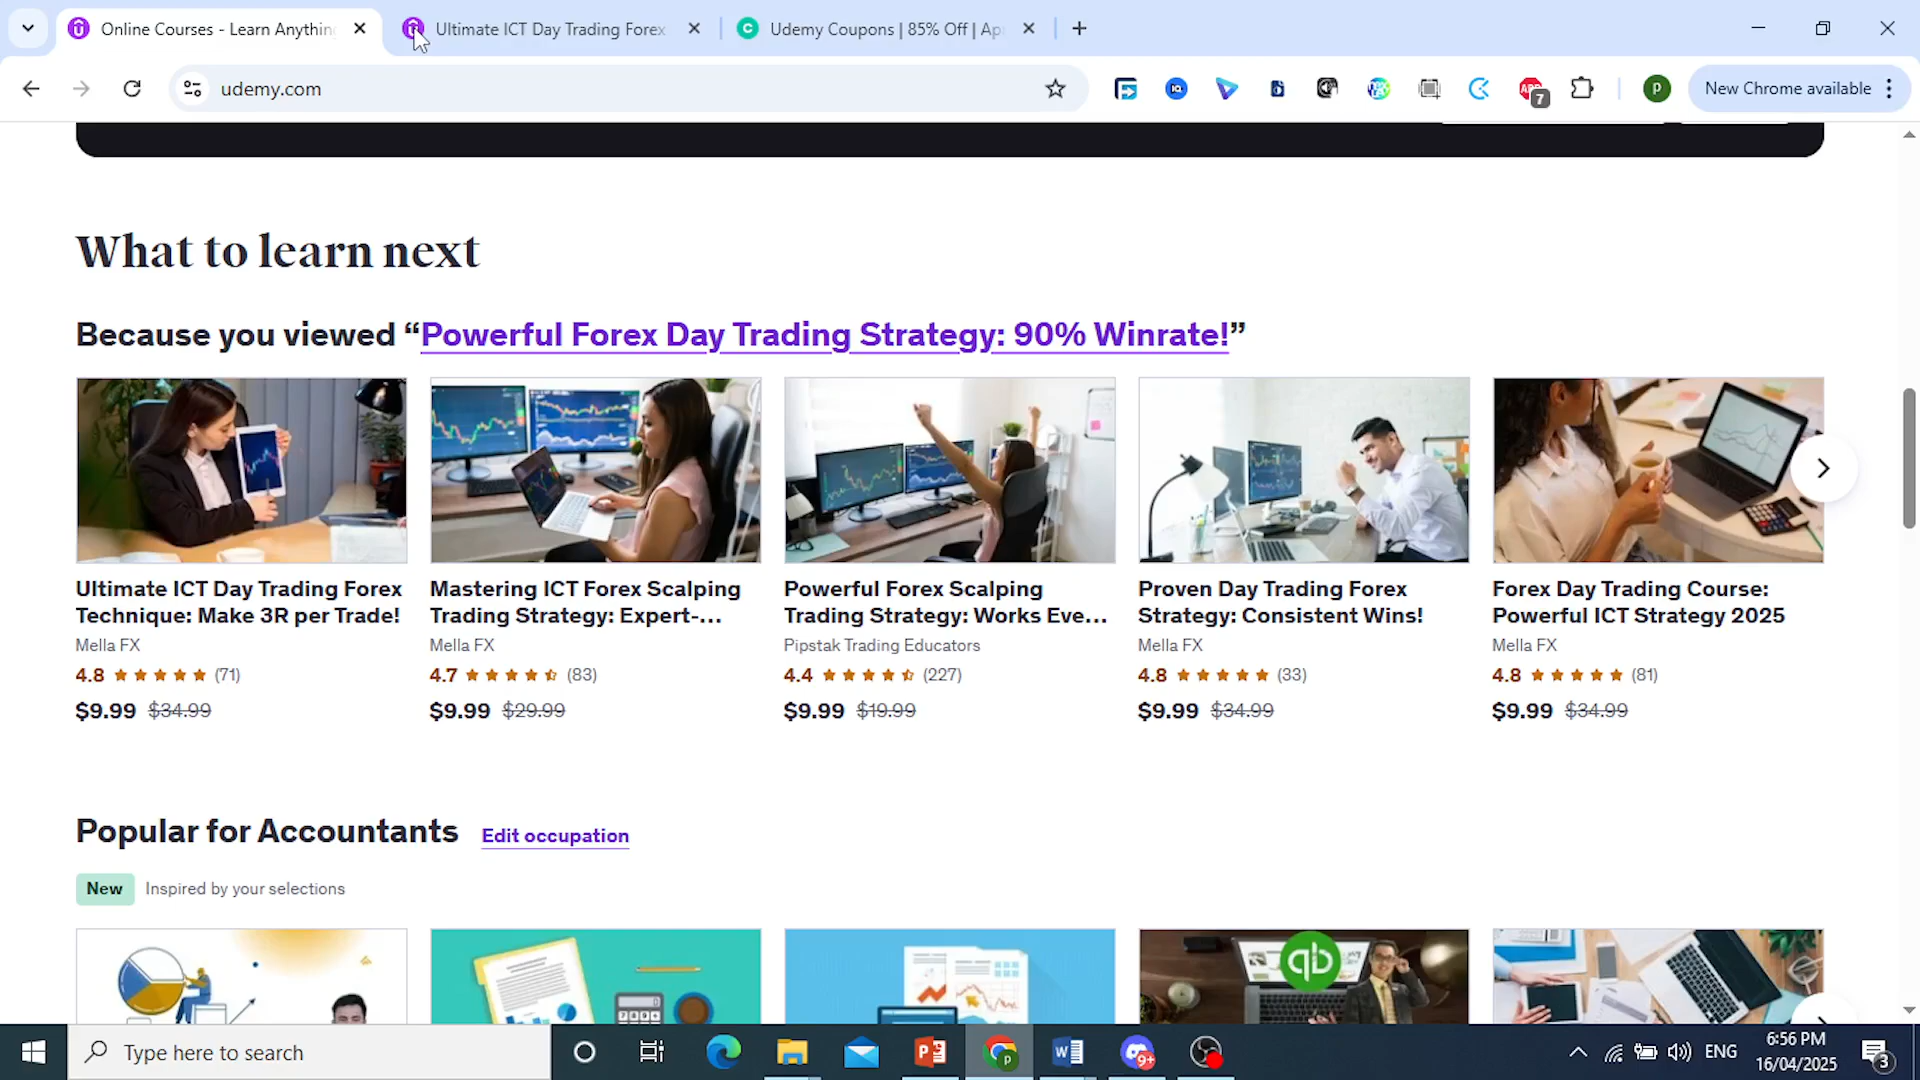 Online Courses - Learn Anythin
Ultimate ICT Day Trading Forex
Udemy Coupons | 85% Off | Ap
udemy.com
7
P
New Chrome available
What to learn next
Because you viewed “Powerful Forex Day Trading Strategy: 90% Winrate!”
Ultimate ICT Day Trading Forex
Technique: Make 3R per Trade!
Mella FX
4.8 (71)
$9.99 $34.99
Mastering ICT Forex Scalping
Trading Strategy: Expert-...
Mella FX
4.7 (83)
$9.99 $29.99
Powerful Forex Scalping
Trading Strategy: Works Eve...
Pipstak Trading Educators
4.4 (227)
$9.99 $19.99
Proven Day Trading Forex
Strategy: Consistent Wins!
Mella FX
4.8 (33)
$9.99 $34.99
Forex Day Trading Course:
Powerful ICT Strategy 2025
Mella FX
4.8 (81)
$9.99 $34.99
Popular for Accountants Edit occupation
New Inspired by your selections
qb
Type here to search
9+
ENG
6:56 PM
16/04/2025
3